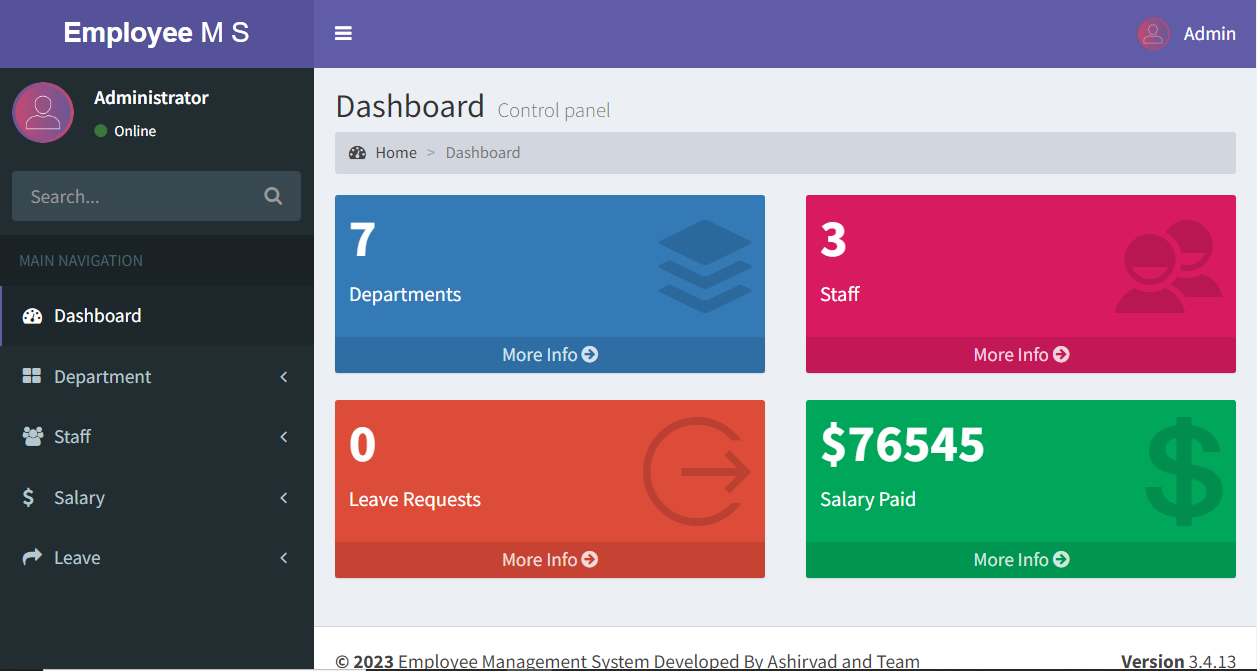 Employee M S
Admin
Administrator
Online
Search...
MAIN NAVIGATION
Dashboard
Department
Staff
Salary
Leave
Dashboard Control panel
Home > Dashboard
7
Departments
More Info
3
Staff
More Info
0
Leave Requests
More Info
$76545
Salary Paid
More Info
© 2023 Employee Management System Developed By Ashirvad and Team
Version 3.4.13